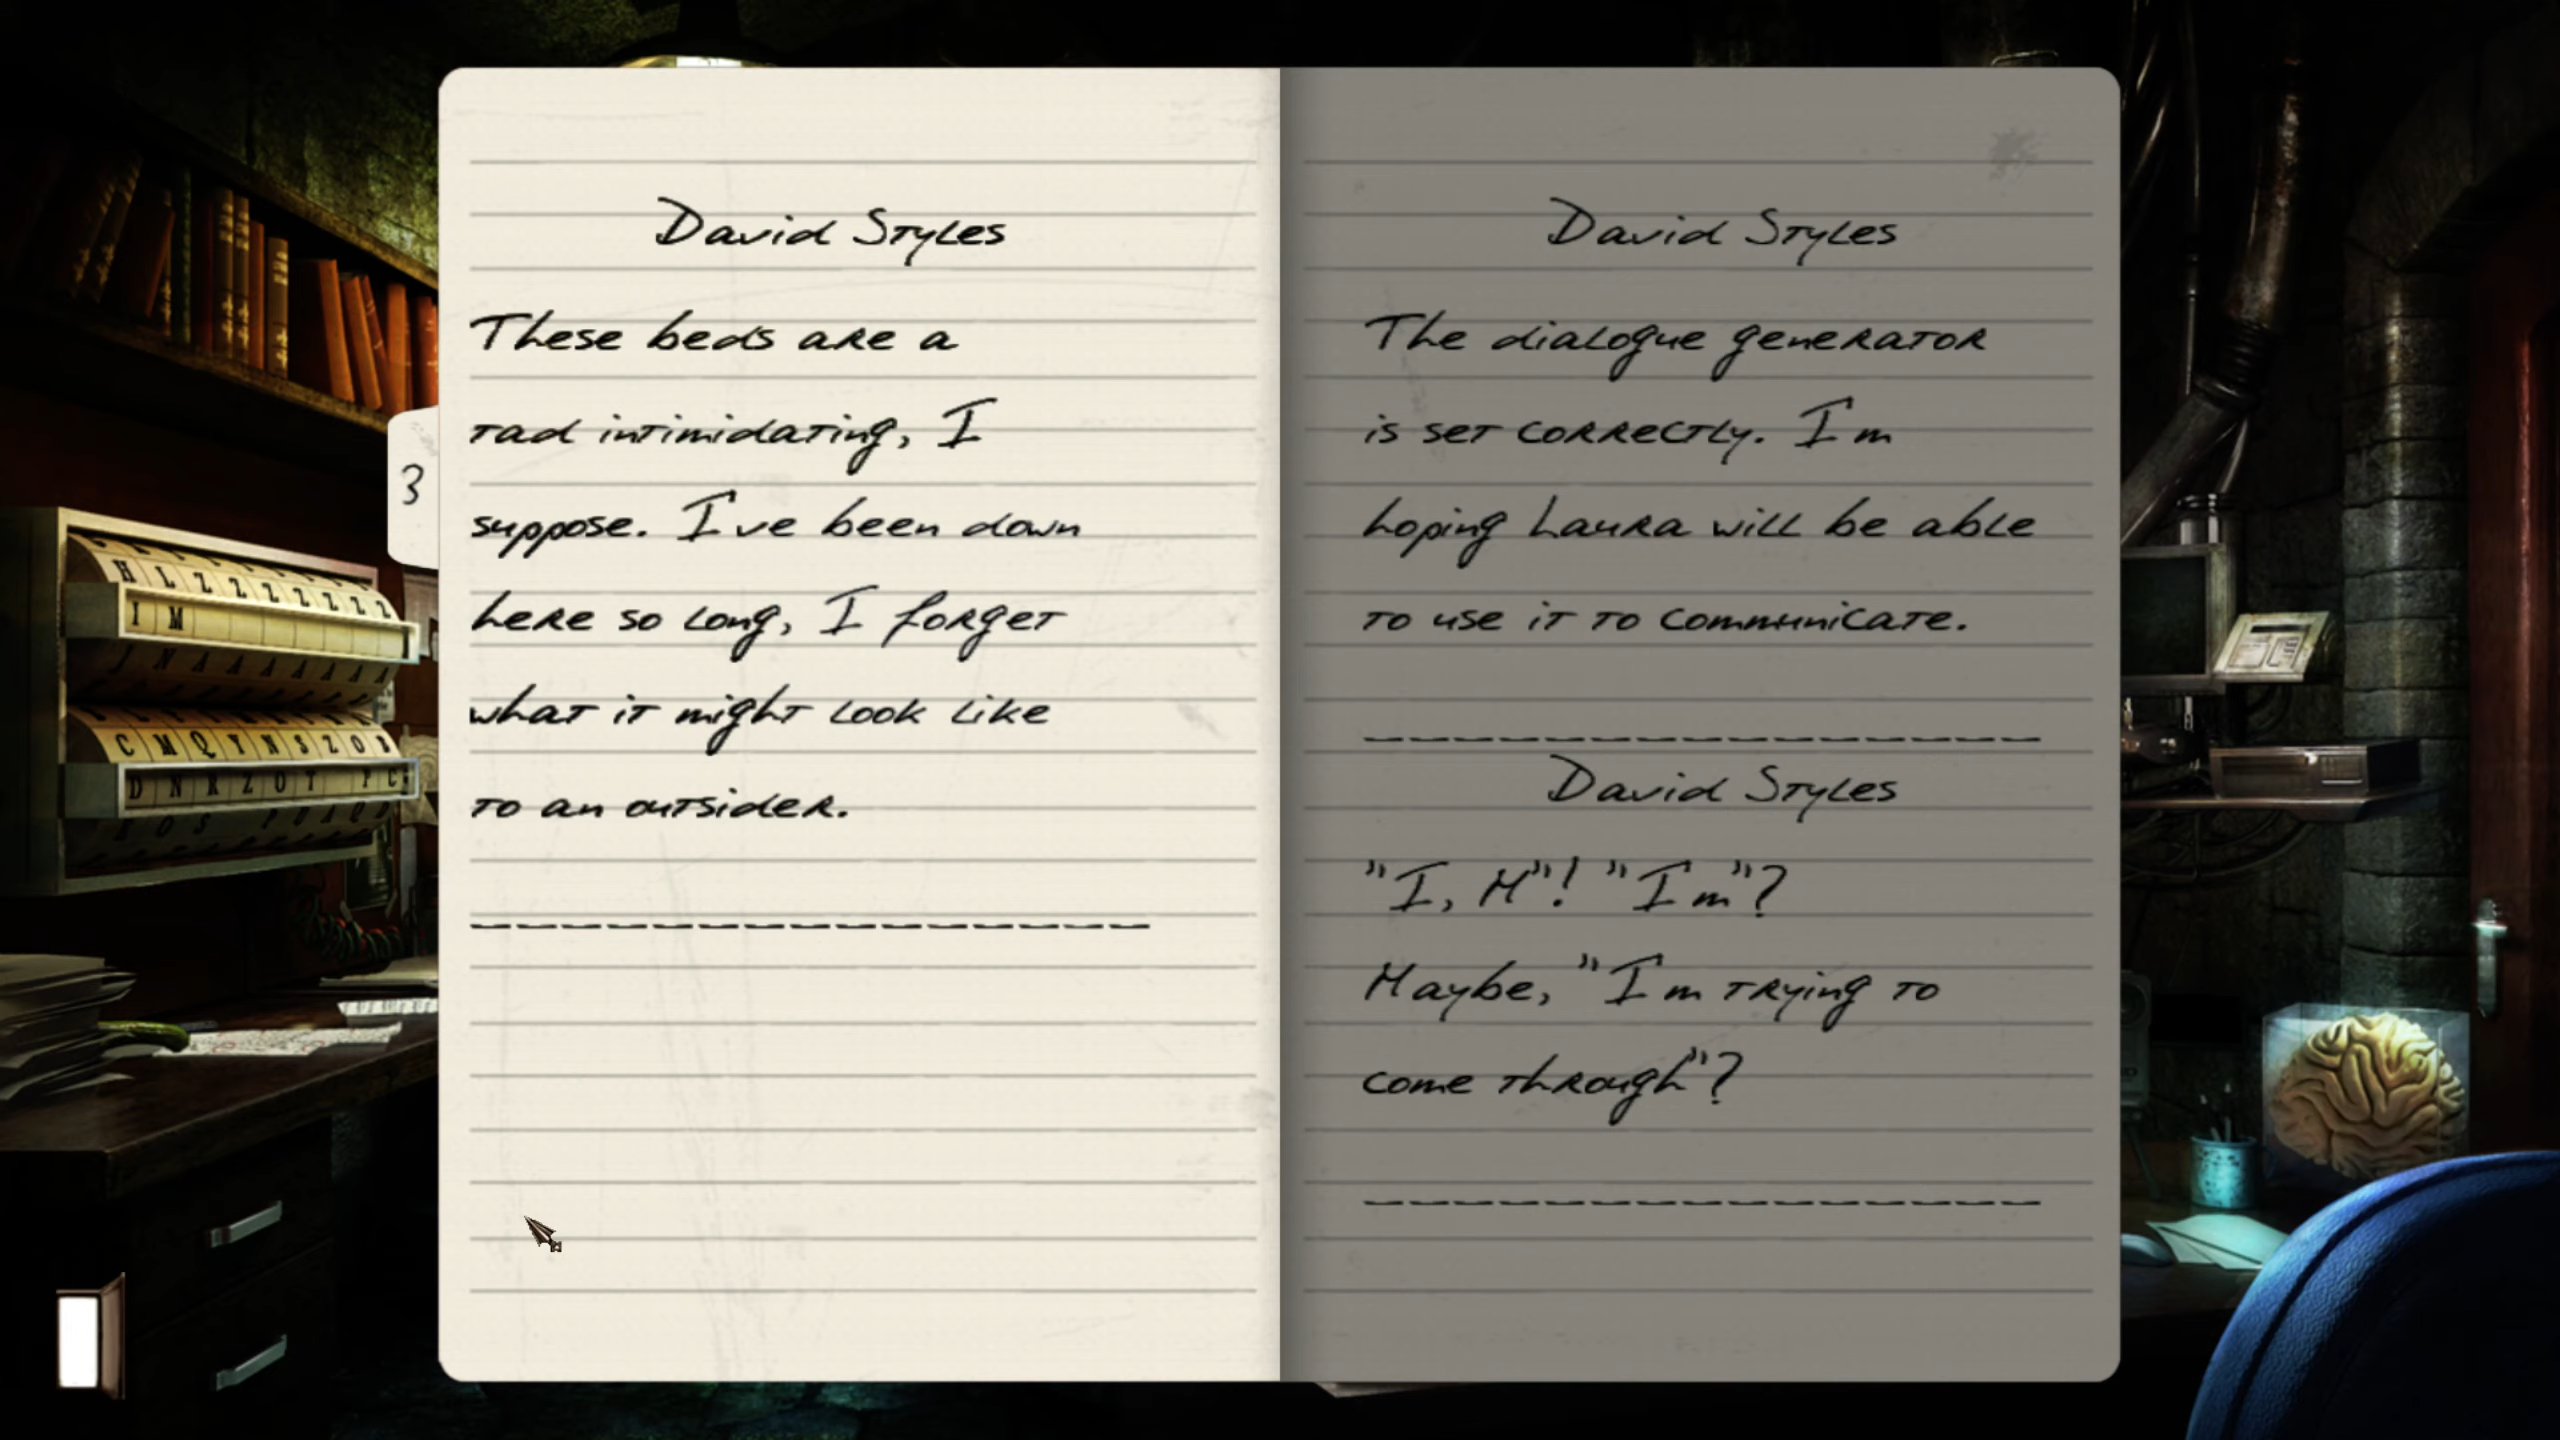 David Styles
These beds are a
tad intimidating, I
suppose. I've been down
here so long, I forget
what it might look like
to an outsider.
David Styles
The dialogue generator
is set correctly. I'm
hoping Laura will be able
to use it to communicate.
David Styles
"I, M"! "I'm"?
Maybe, "I'm trying to
come through"?
3
H L Z Z Z Z Z Z Z
I M
J N A A A A A A A
C M Q Y N S Z O B
D N R Z O T P C